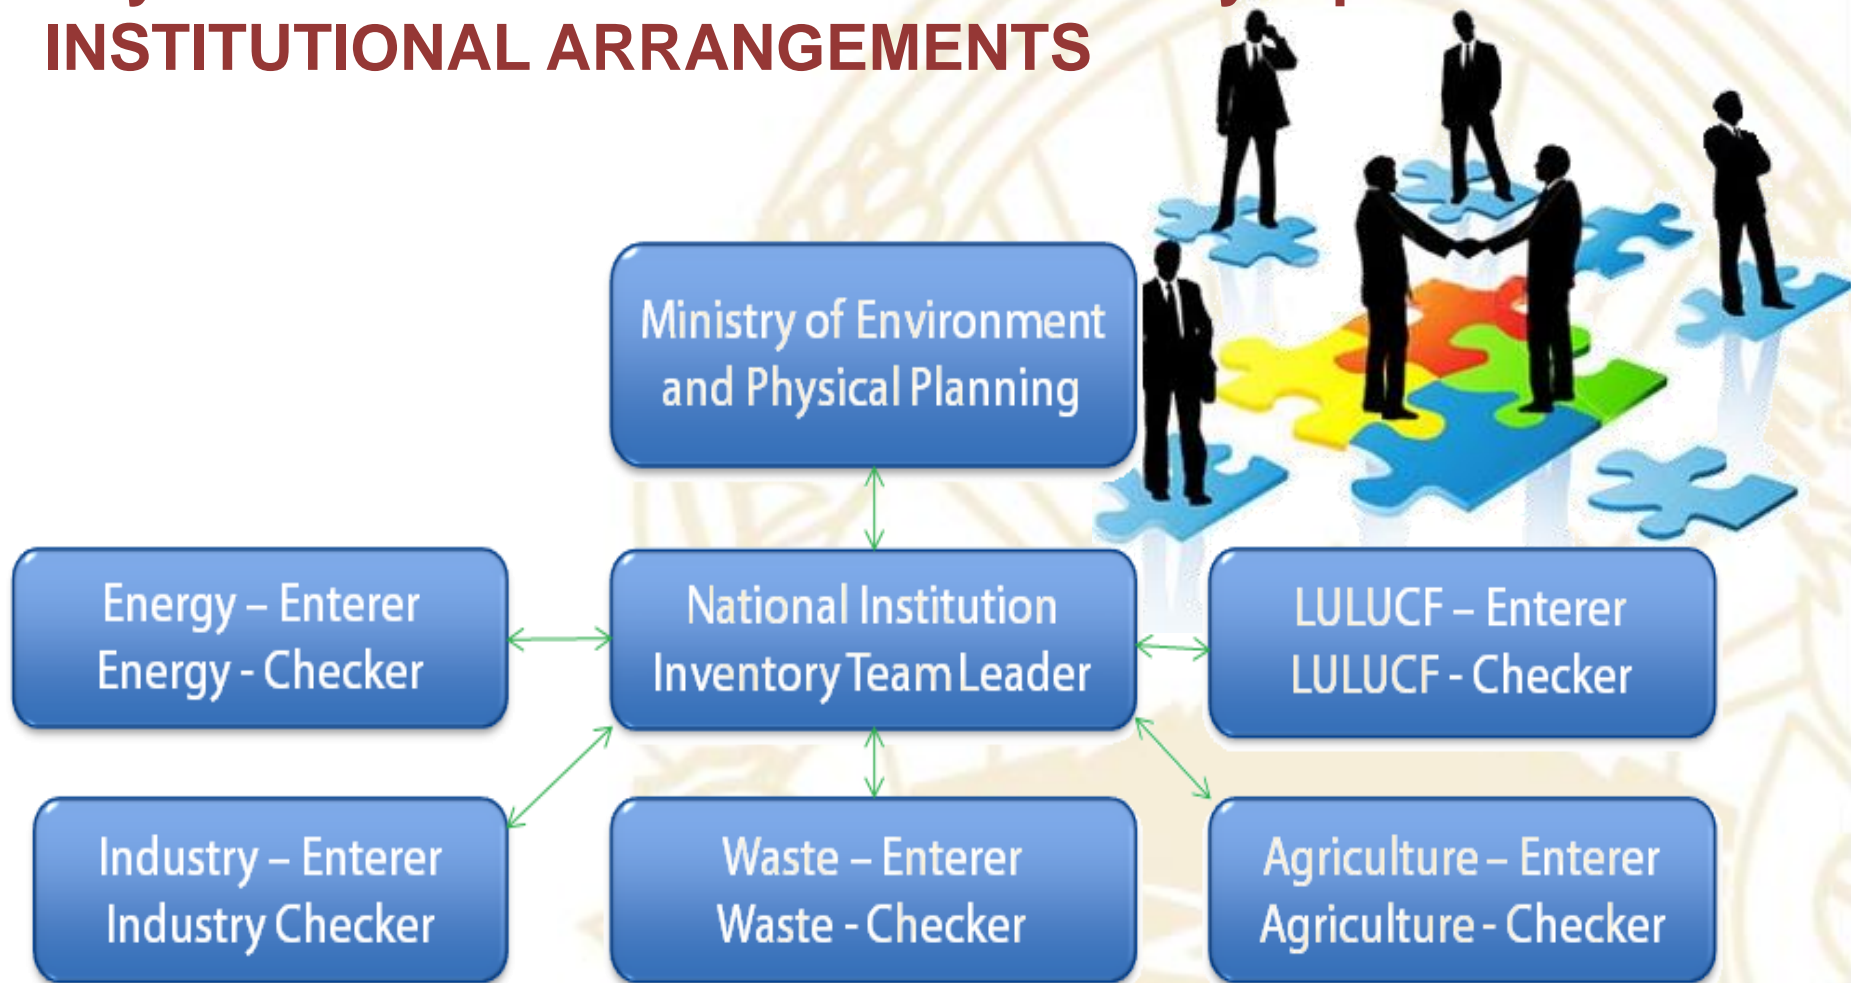 INSTITUTIONAL ARRANGEMENTS
Ministry of Environment
and Physical Planning
Energy – Enterer
Energy - Checker
National Institution
Inventory Team Leader
LULUCF – Enterer
LULUCF - Checker
Industry – Enterer
Industry Checker
Waste – Enterer
Waste - Checker
Agriculture – Enterer
Agriculture - Checker